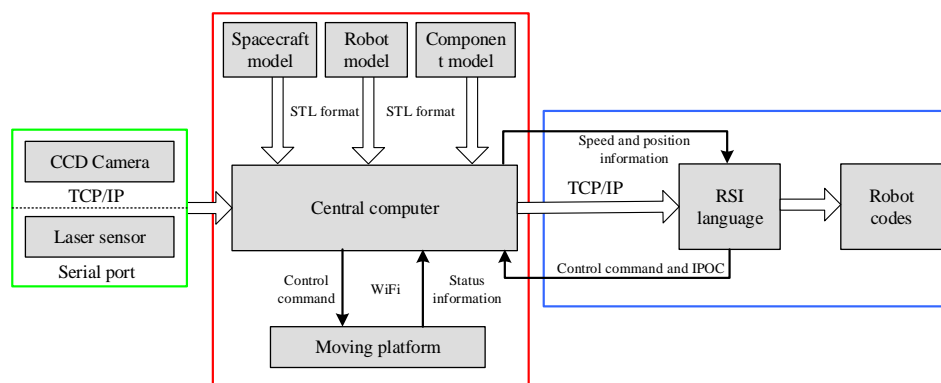 Spacecraft
model
Robot
model
Componen
t model
STL format
STL format
CCD Camera
TCP/IP
Laser sensor
Serial port
Central computer
Speed and position
information
TCP/IP
RSI
language
Robot
codes
Control command and IPOC
Control
command
WiFi
Status
information
Moving platform